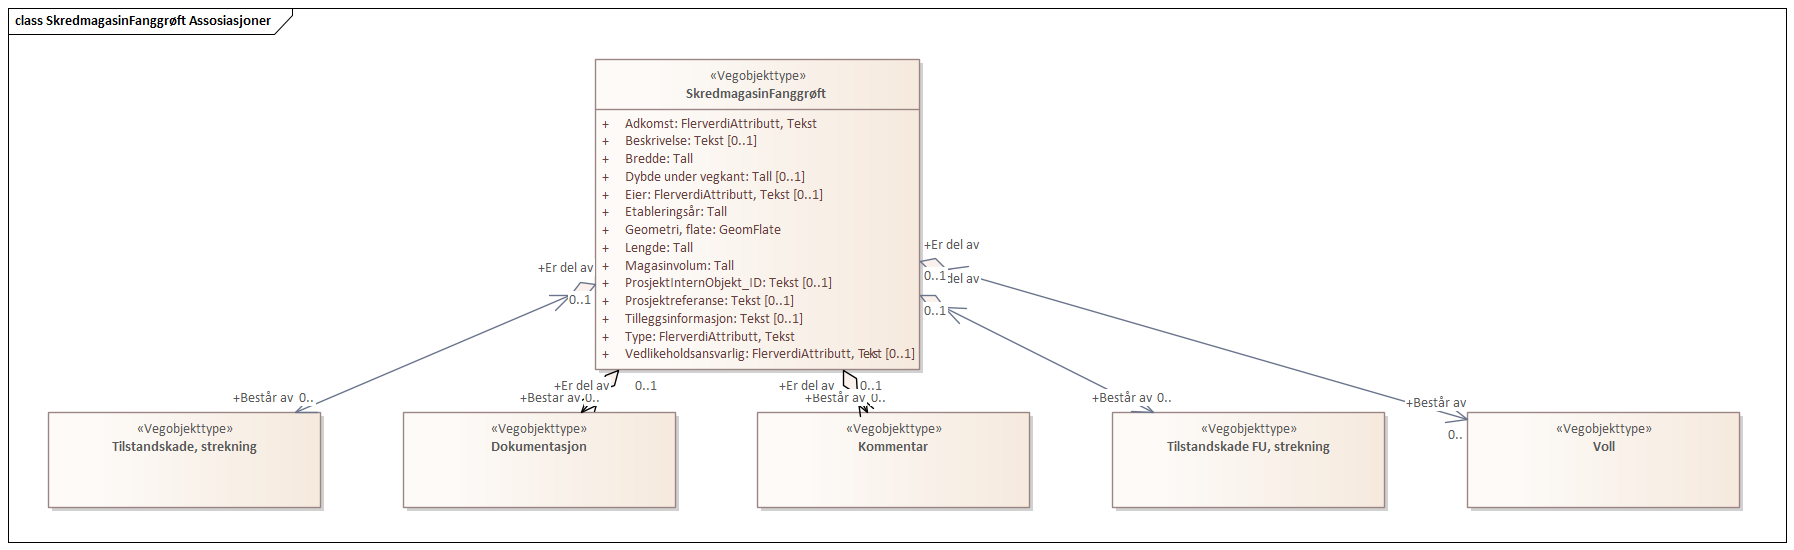 class SkredmagasinFanggrøft Assosiasjoner
«Vegobjekttype»
SkredmagasinFanggrøft
+ Adkomst: FlerverdiAttributt, Tekst
+ Beskrivelse: Tekst [0..1]
+ Bredde: Tall
+ Dybde under vegkant: Tall [0..1]
+ Eier: FlerverdiAttributt, Tekst [0..1]
+ Etableringsår: Tall
+ Geometri, flate: GeomFlate
+ Lengde: Tall
+ Magasinvolum: Tall
+ ProsjektInternObjekt_ID: Tekst [0..1]
+ Prosjektreferanse: Tekst [0..1]
+ Tilleggsinformasjon: Tekst [0..1]
+ Type: FlerverdiAttributt, Tekst
+ Vedlikeholdsansvarlig: FlerverdiAttributt, Tekst [0..1]
+Er del av
0..1
+Er del av
0..1
del av
0..1
+Er del av
0..1
+Er del av
0..1
+Består av 0..
+Består av 0..
+Består av 0..
+Består av 0..
+Består av
0..
«Vegobjekttype»
Tilstandskade, strekning
«Vegobjekttype»
Dokumentasjon
«Vegobjekttype»
Kommentar
«Vegobjekttype»
Tilstandskade FU, strekning
«Vegobjekttype»
Voll